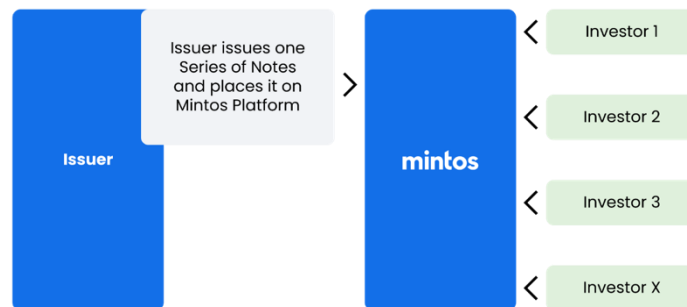 Issuer issues one
Series of Notes
and places it on
Mintos Platform
Issuer
mintos
Investor 1
Investor 2
Investor 3
Investor X